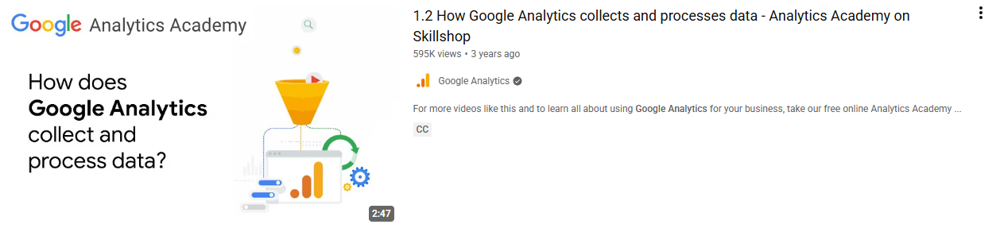 Google Analytics Academy
How does
Google Analytics
collect and
process data?
2:47
1.2 How Google Analytics collects and processes data - Analytics Academy on
Skillshop
595K views • 3 years ago
Google Analytics
For more videos like this and to learn all about using Google Analytics for your business, take our free online Analytics Academy ...
CC